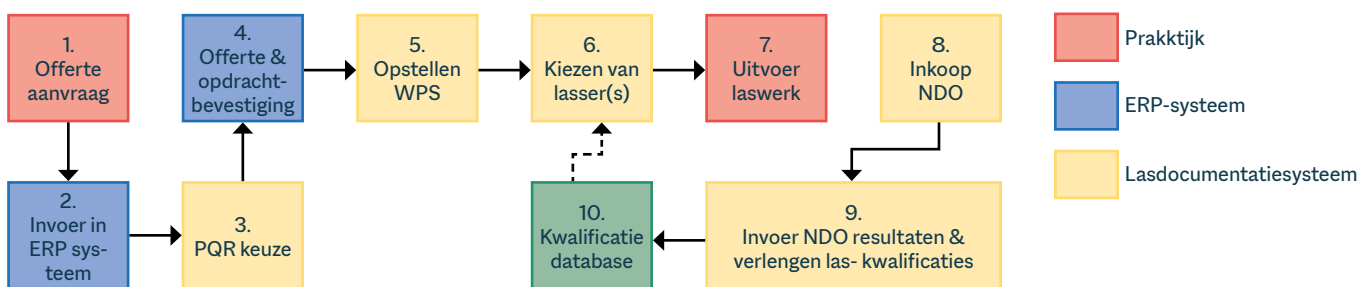 1.
Offerte
aanvraag
2.
Invoer in
ERP sys-
teem
3.
PQR keuze
4.
Offerte &
opdracht-
bevestiging
5.
Opstellen
WPS
6.
Kiezen van
lasser(s)
7.
Uitvoer
laswerk
8.
Inkoop
NDO
9.
Invoer NDO resultaten &
verlengen las- kwalificaties
10.
Kwalificatie
database
Prakktijk
ERP-systeem
Lasdocumentatiesysteem